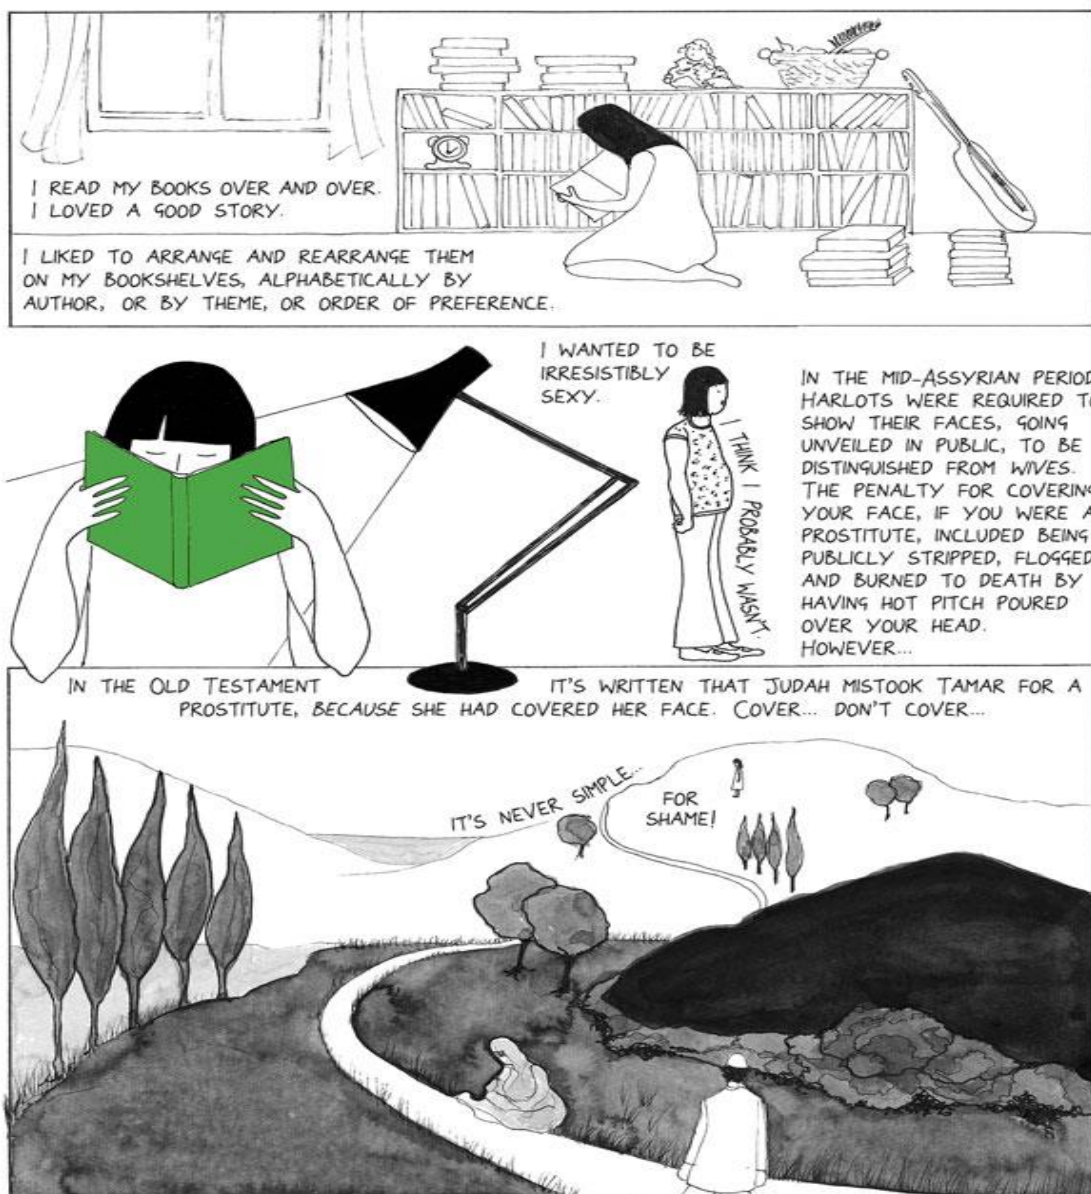 I READ MY BOOKS OVER AND OVER.
I LOVED A GOOD STORY.
I LIKED TO ARRANGE AND REARRANGE THEM
ON MY BOOKSHELVES, ALPHABETICALLY BY
AUTHOR, OR BY THEME, OR ORDER OF PREFERENCE.
I WANTED TO BE
IRRESISTIBLY
SEXY.
I THINK I PROBABLY WASN'T.
IN THE MID-ASSYRIAN PERIOD
HARLOTS WERE REQUIRED TO
SHOW THEIR FACES, GOING
UNVEILED IN PUBLIC, TO BE
DISTINGUISHED FROM WIVES.
THE PENALTY FOR COVERING
YOUR FACE, IF YOU WERE A
PROSTITUTE, INCLUDED BEING
PUBLICLY STRIPPED, FLOGGED
AND BURNED TO DEATH BY
HAVING HOT PITCH POURED
OVER YOUR HEAD.
HOWEVER...
IN THE OLD TESTAMENT IT'S WRITTEN THAT JUDAH MISTOOK TAMAR FOR A
PROSTITUTE, BECAUSE SHE HAD COVERED HER FACE. COVER... DON'T COVER...
IT'S NEVER SIMPLE...
FOR
SHAME!